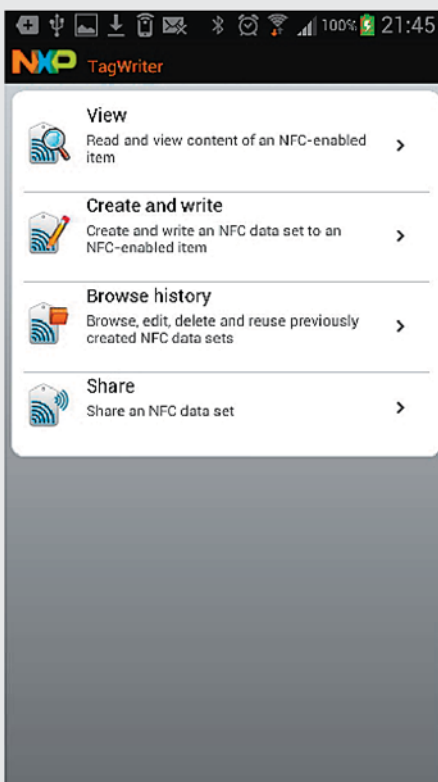 100% 21:45
NXP TagWriter
View
Read and view content of an NFC-enabled
item
Create and write
Create and write an NFC data set to an
NFC-enabled item
Browse history
Browse, edit, delete and reuse previously
created NFC data sets
Share
Share an NFC data set